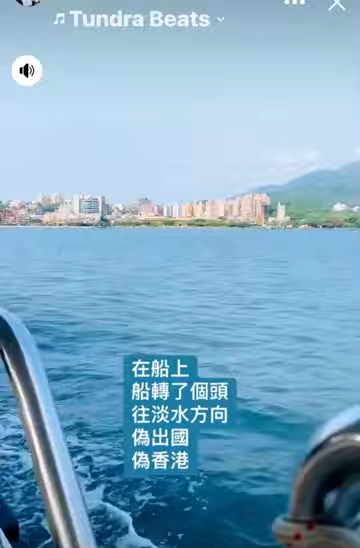 Tundra Beats
在船上
船轉了個頭
往淡水方向
偽出國
偽香港